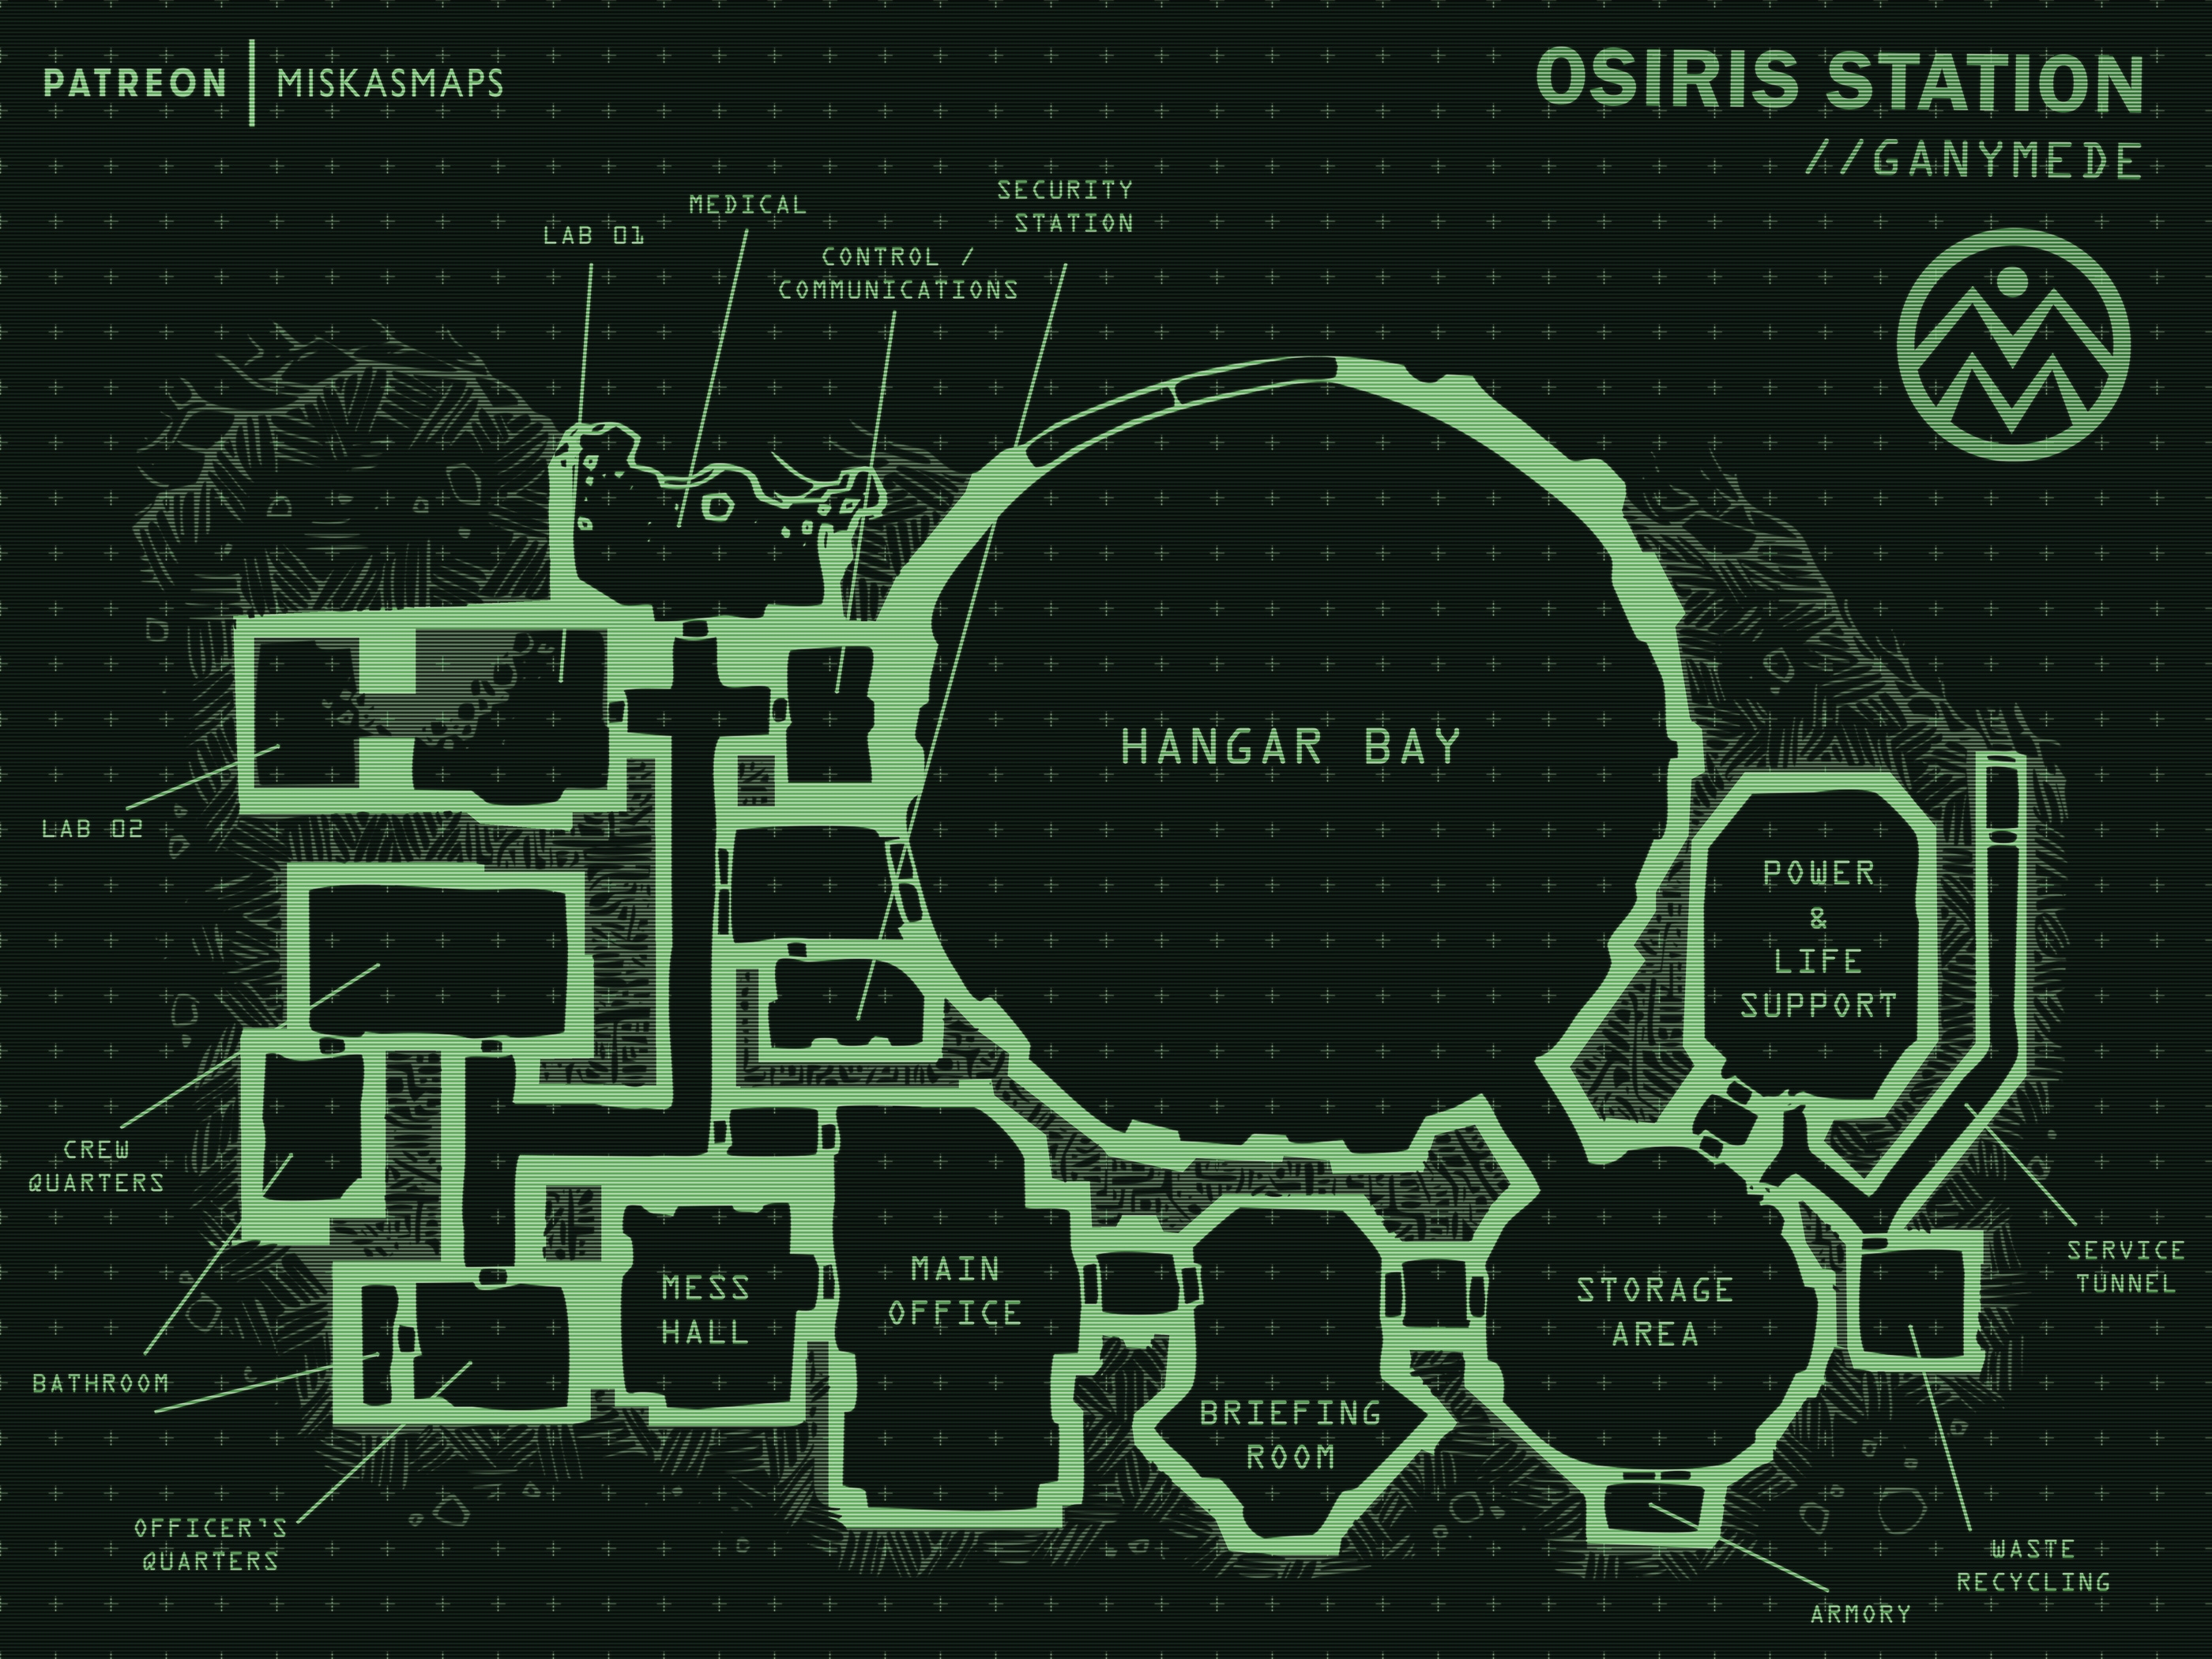 PATREON | MISKASMAPS
OSIRIS STATION
//GANYMEDE
SECURITY
STATION
MEDICAL
LAB 01
CONTROL /
COMMUNICATIONS
HANGAR BAY
LAB 02
POWER
&
LIFE
SUPPORT
CREW
QUARTERS
SERVICE
TUNNEL
MAIN
OFFICE
MESS
HALL
STORAGE
AREA
BATHROOM
BRIEFING
ROOM
OFFICER'S
QUARTERS
WASTE
RECYCLING
ARMORY